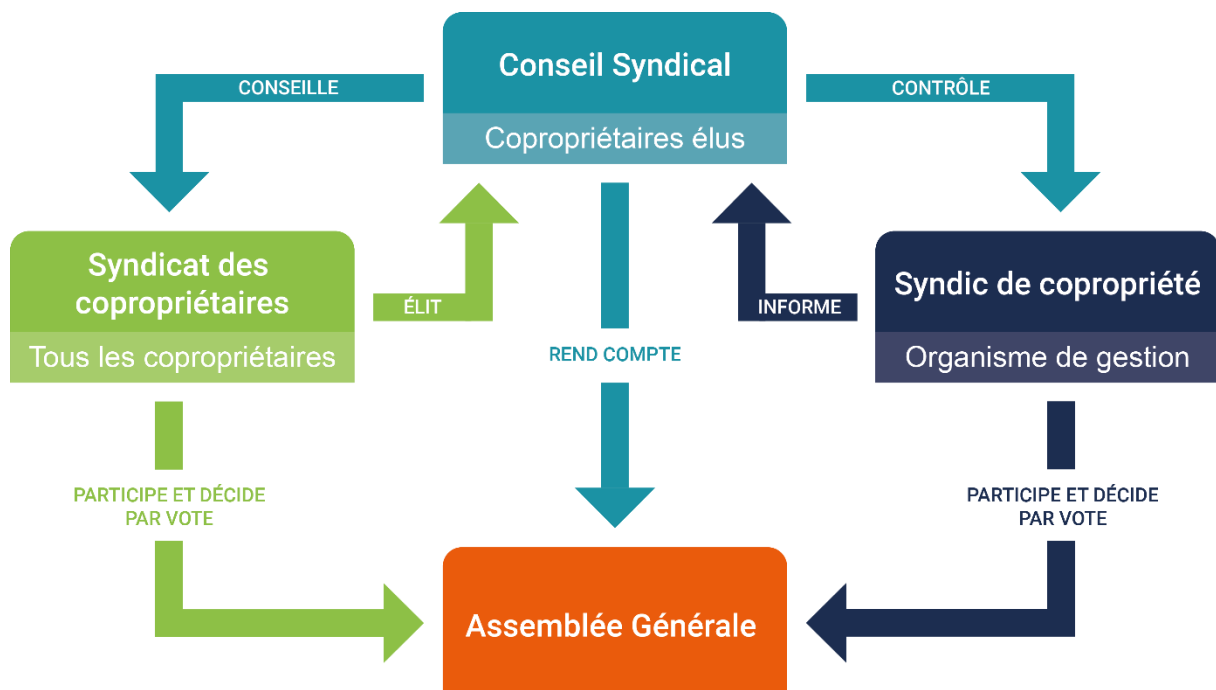 Conseil Syndical
Copropriétaires élus
CONSEILLE
CONTRÔLE
Syndicat des
copropriétaires
Tous les copropriétaires
ÉLIT
REND COMPTE
INFORME
Syndic de copropriété
Organisme de gestion
PARTICIPE ET DÉCIDE
PAR VOTE
PARTICIPE ET DÉCIDE
PAR VOTE
Assemblée Générale